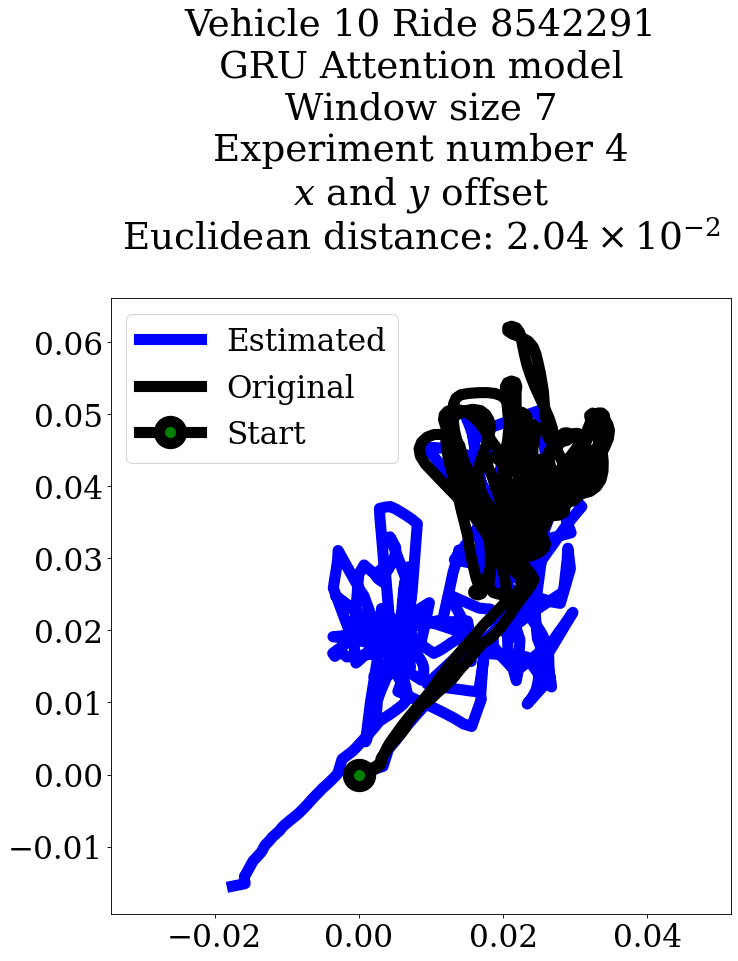 Vehicle 10 Ride 8542291
GRU Attention model
Window size 7
Experiment number 4
x and y offset
Euclidean distance: 2.04 × 10⁻²
Estimated
Original
Start
0.06
0.05
0.04
0.03
0.02
0.01
0.00
−0.01
−0.02 0.00 0.02 0.04